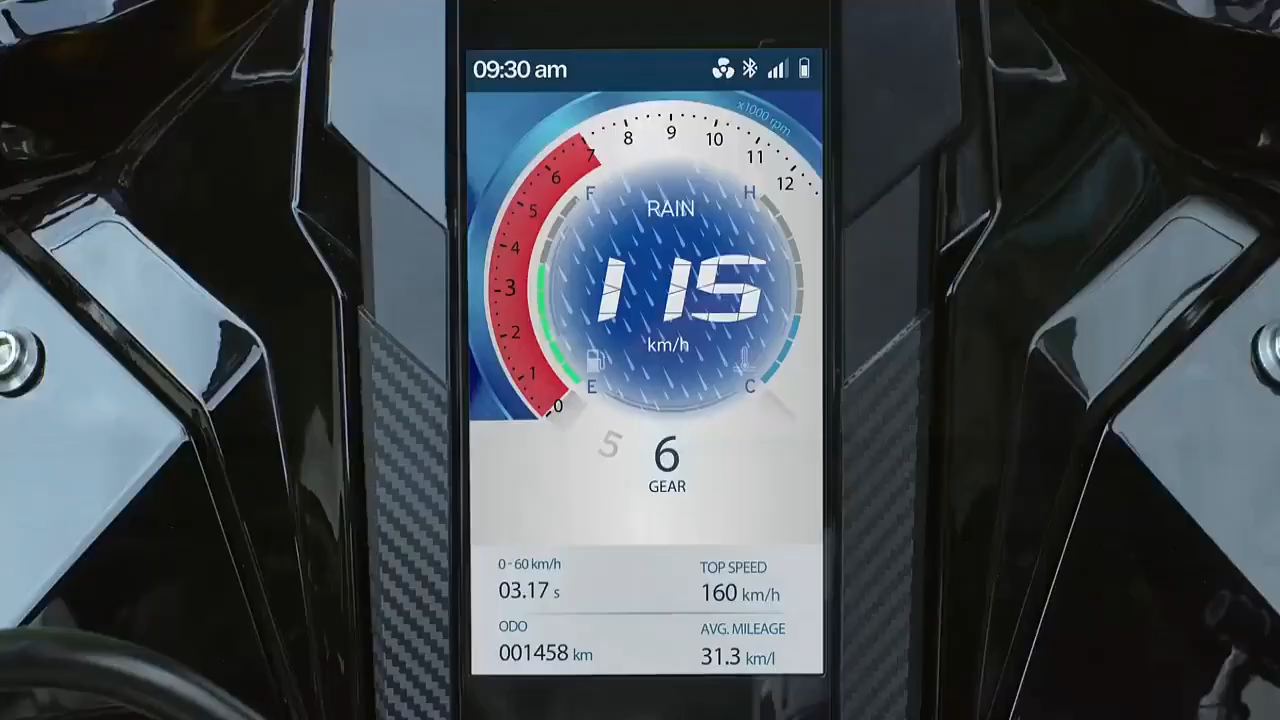 09:30 am
x1000 rpm
0
1
2
3
4
5
6
7
8
9
10
11
12
F
H
RAIN
115
km/h
E
C
5
6
GEAR
0-60 km/h
03.17 s
TOP SPEED
160 km/h
ODO
001458 km
AVG. MILEAGE
31.3 km/l